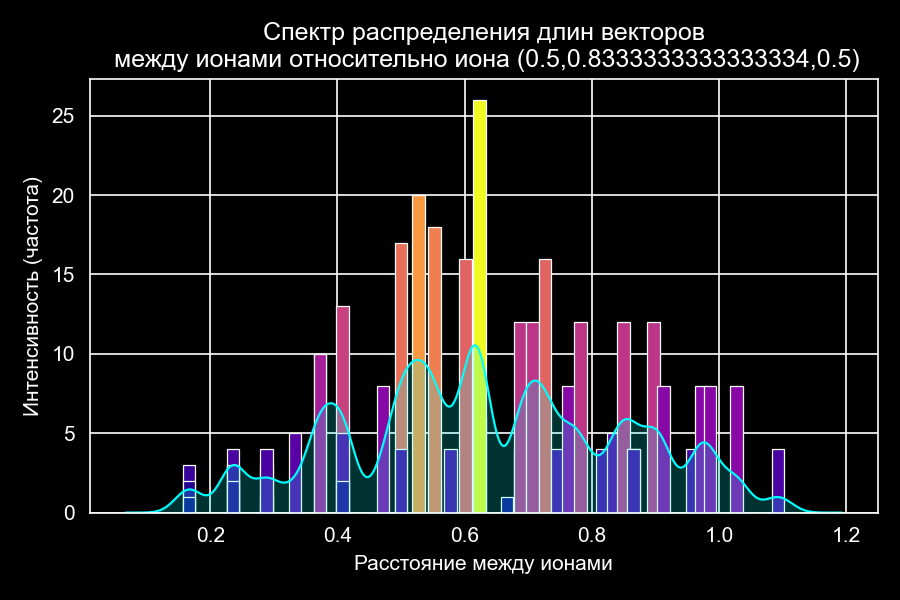 Спектр распределения длин векторов
между ионами относительно иона (0.5,0.8333333333333334,0.5)
Интенсивность (частота)
25
20
15
10
5
0
0.2 0.4 0.6 0.8 1.0 1.2
Расстояние между ионами